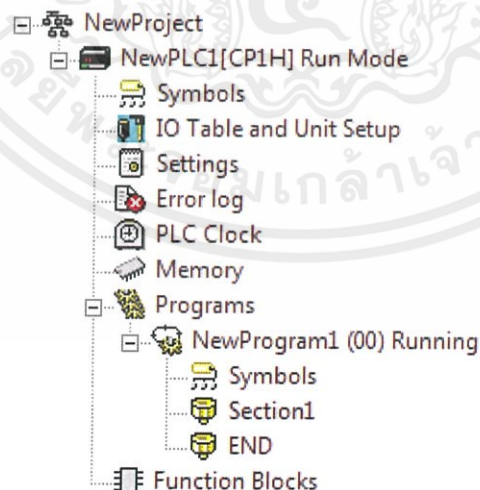 NewProject
NewPLC1[CP1H] Run Mode
Symbols
IO Table and Unit Setup
Settings
Error log
PLC Clock
Memory
Programs
NewProgram1 (00) Running
Symbols
Section1
END
Function Blocks